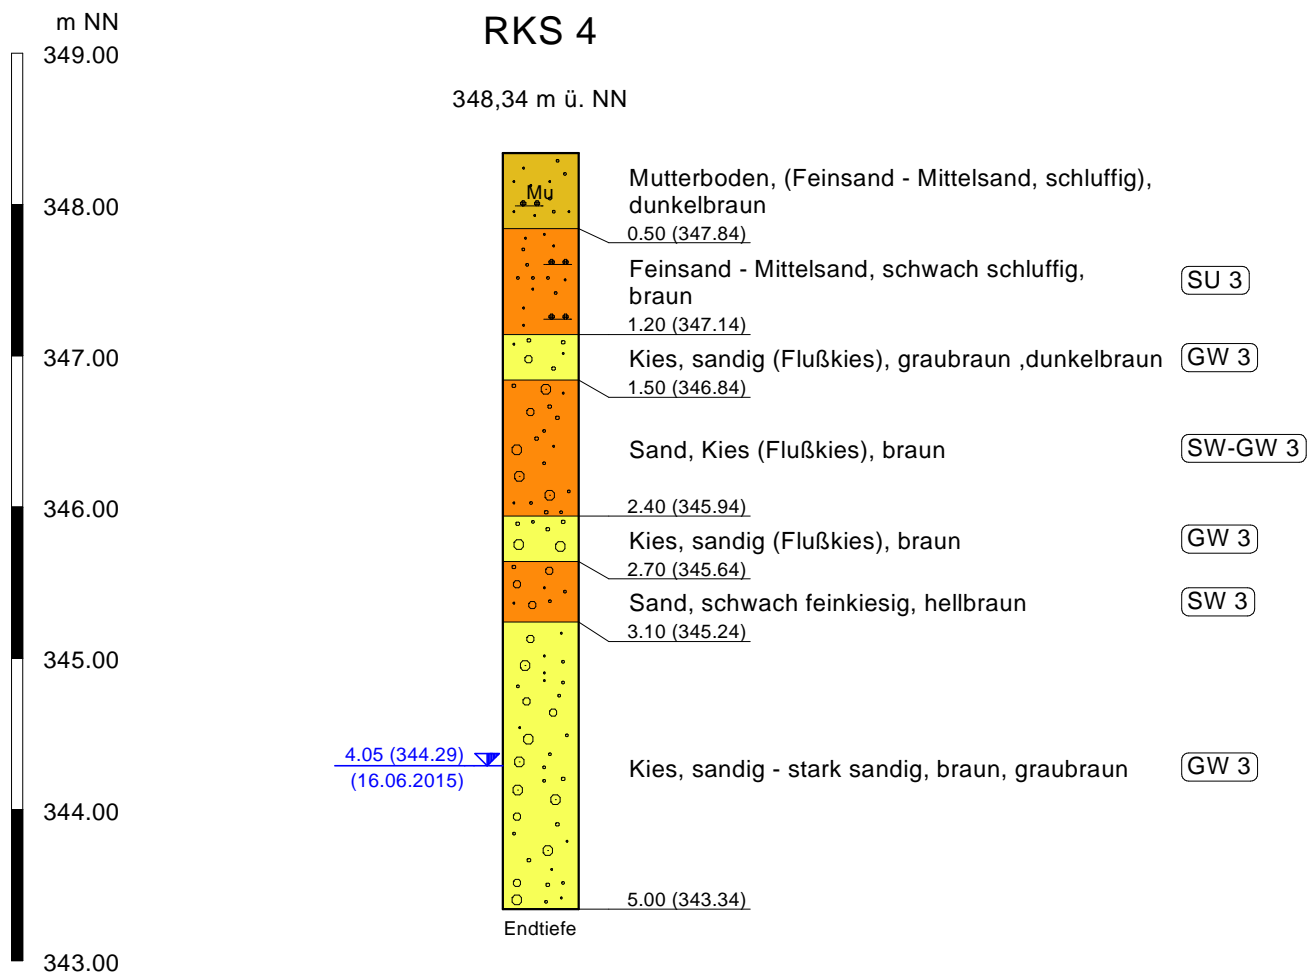 m NN
RKS 4
349.00
348,34 m ü. NN
Mu
Mutterboden, (Feinsand - Mittelsand, schluffig),
dunkelbraun
348.00
0.50 (347.84)
Feinsand - Mittelsand, schwach schluffig,
braun
SU 3
1.20 (347.14)
347.00
Kies, sandig (Flußkies), graubraun ,dunkelbraun
GW 3
1.50 (346.84)
Sand, Kies (Flußkies), braun
SW-GW 3
346.00
2.40 (345.94)
Kies, sandig (Flußkies), braun
GW 3
2.70 (345.64)
Sand, schwach feinkiesig, hellbraun
SW 3
3.10 (345.24)
345.00
4.05 (344.29)
(16.06.2015)
Kies, sandig - stark sandig, braun, graubraun
GW 3
344.00
5.00 (343.34)
Endtiefe
343.00